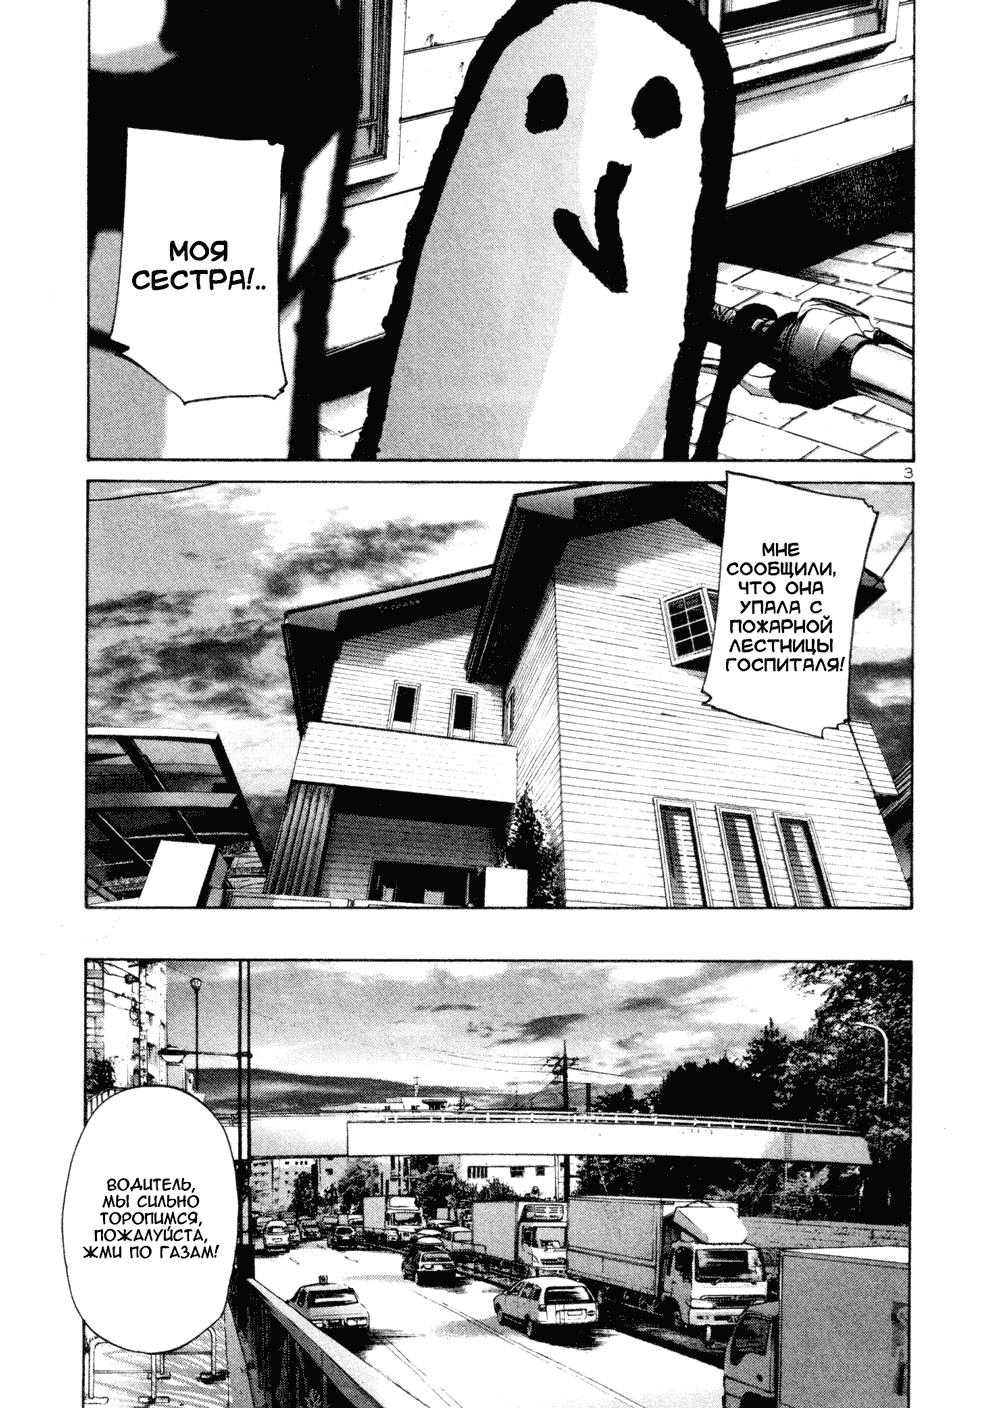 МОЯ
СЕСТРА!..
3
МНЕ
СООБЩИЛИ,
ЧТО ОНА
УПАЛА С
ПОЖАРНОЙ
ЛЕСТНИЦЫ
ГОСПИТАЛЯ!
ВОДИТЕЛЬ,
МЫ СИЛЬНО
ТОРОПИМСЯ,
ПОЖАЛУЙСТА,
ЖМИ ПО ГАЗАМ!